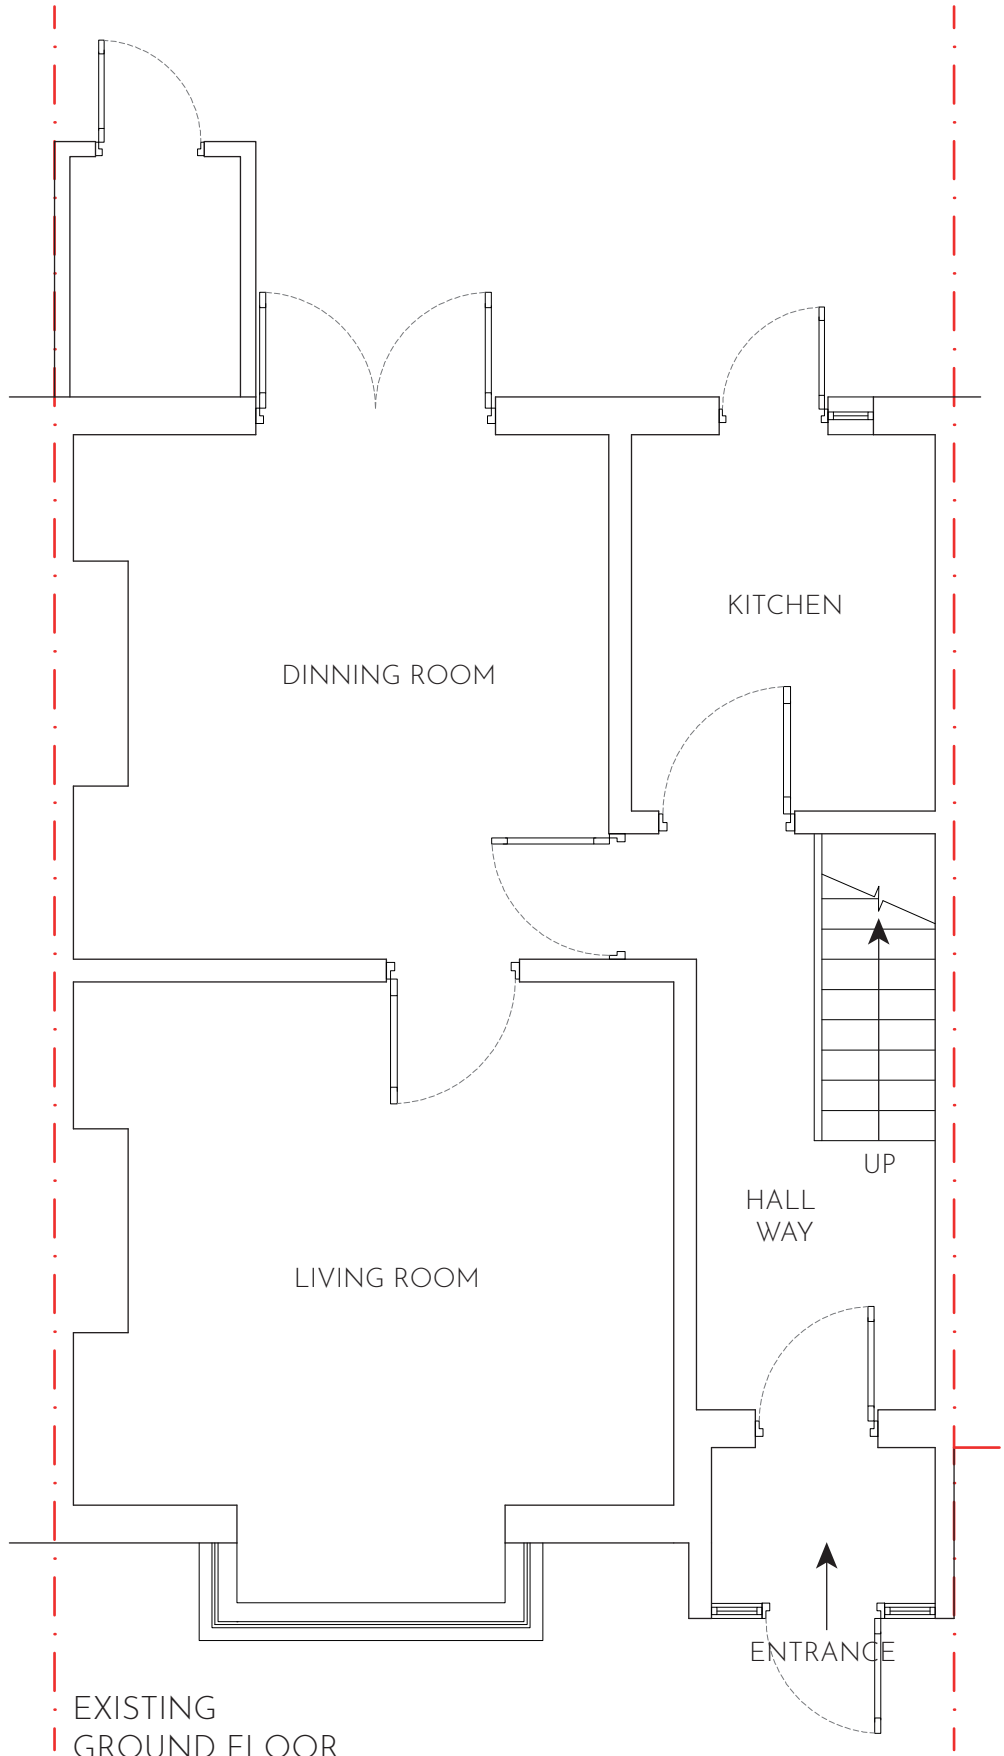 KITCHEN
DINNING ROOM
UP
HALL
WAY
LIVING ROOM
ENTRANCE
EXISTING
GROUND FLOOR